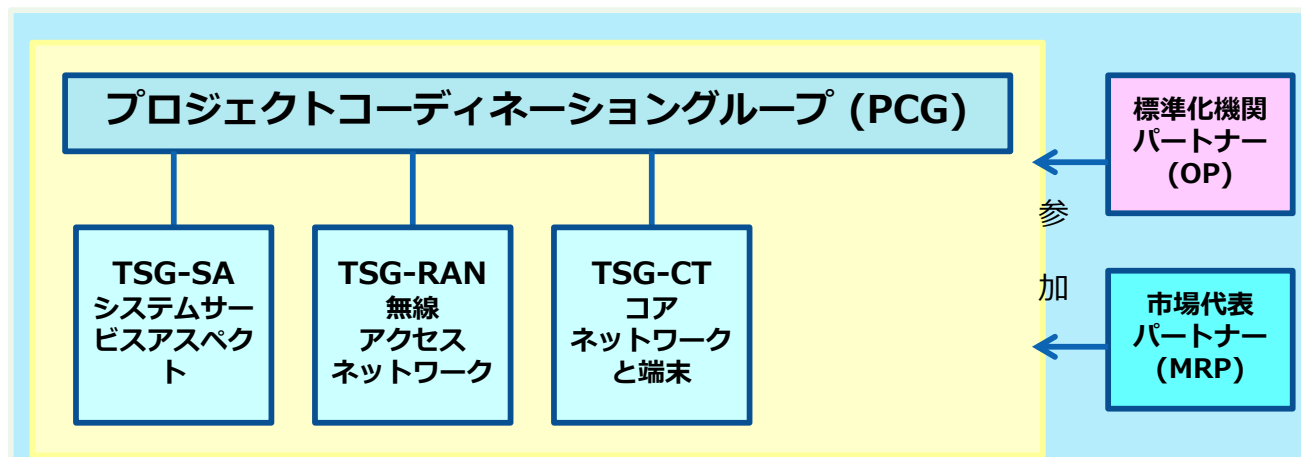 プロジェクトコーディネーショングループ (PCG)
TSG-SA
システムサー
ビスアスペク
ト
TSG-RAN
無線
アクセス
ネットワーク
TSG-CT
コア
ネットワーク
と端末
参
加
標準化機関
パートナー
(OP)
市場代表
パートナー
(MRP)